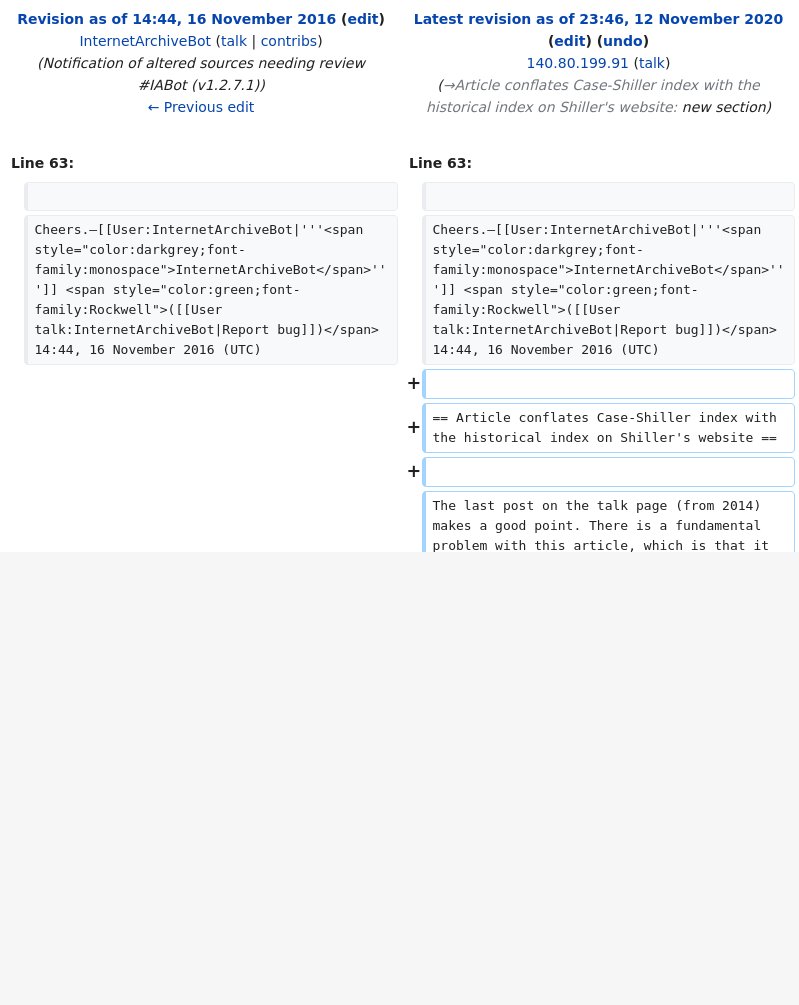 Revision as of 14:44, 16 November 2016 (edit)
InternetArchiveBot (talk | contribs)
(Notification of altered sources needing review
#IABot (v1.2.7.1))
← Previous edit
Latest revision as of 23:46, 12 November 2020
(edit) (undo)
140.80.199.91 (talk)
(→Article conflates Case-Shiller index with the
historical index on Shiller's website: new section)
Line 63:
Line 63:
Cheers.—[[User:InternetArchiveBot|'''<span
style="color:darkgrey;font-
family:monospace">InternetArchiveBot</span>''
']] <span style="color:green;font-
family:Rockwell">([[User
talk:InternetArchiveBot|Report bug]])</span>
14:44, 16 November 2016 (UTC)
Cheers.—[[User:InternetArchiveBot|'''<span
style="color:darkgrey;font-
family:monospace">InternetArchiveBot</span>''
']] <span style="color:green;font-
family:Rockwell">([[User
talk:InternetArchiveBot|Report bug]])</span>
14:44, 16 November 2016 (UTC)
+
+
== Article conflates Case-Shiller index with
the historical index on Shiller's website ==
+
The last post on the talk page (from 2014)
makes a good point. There is a fundamental
problem with this article, which is that it